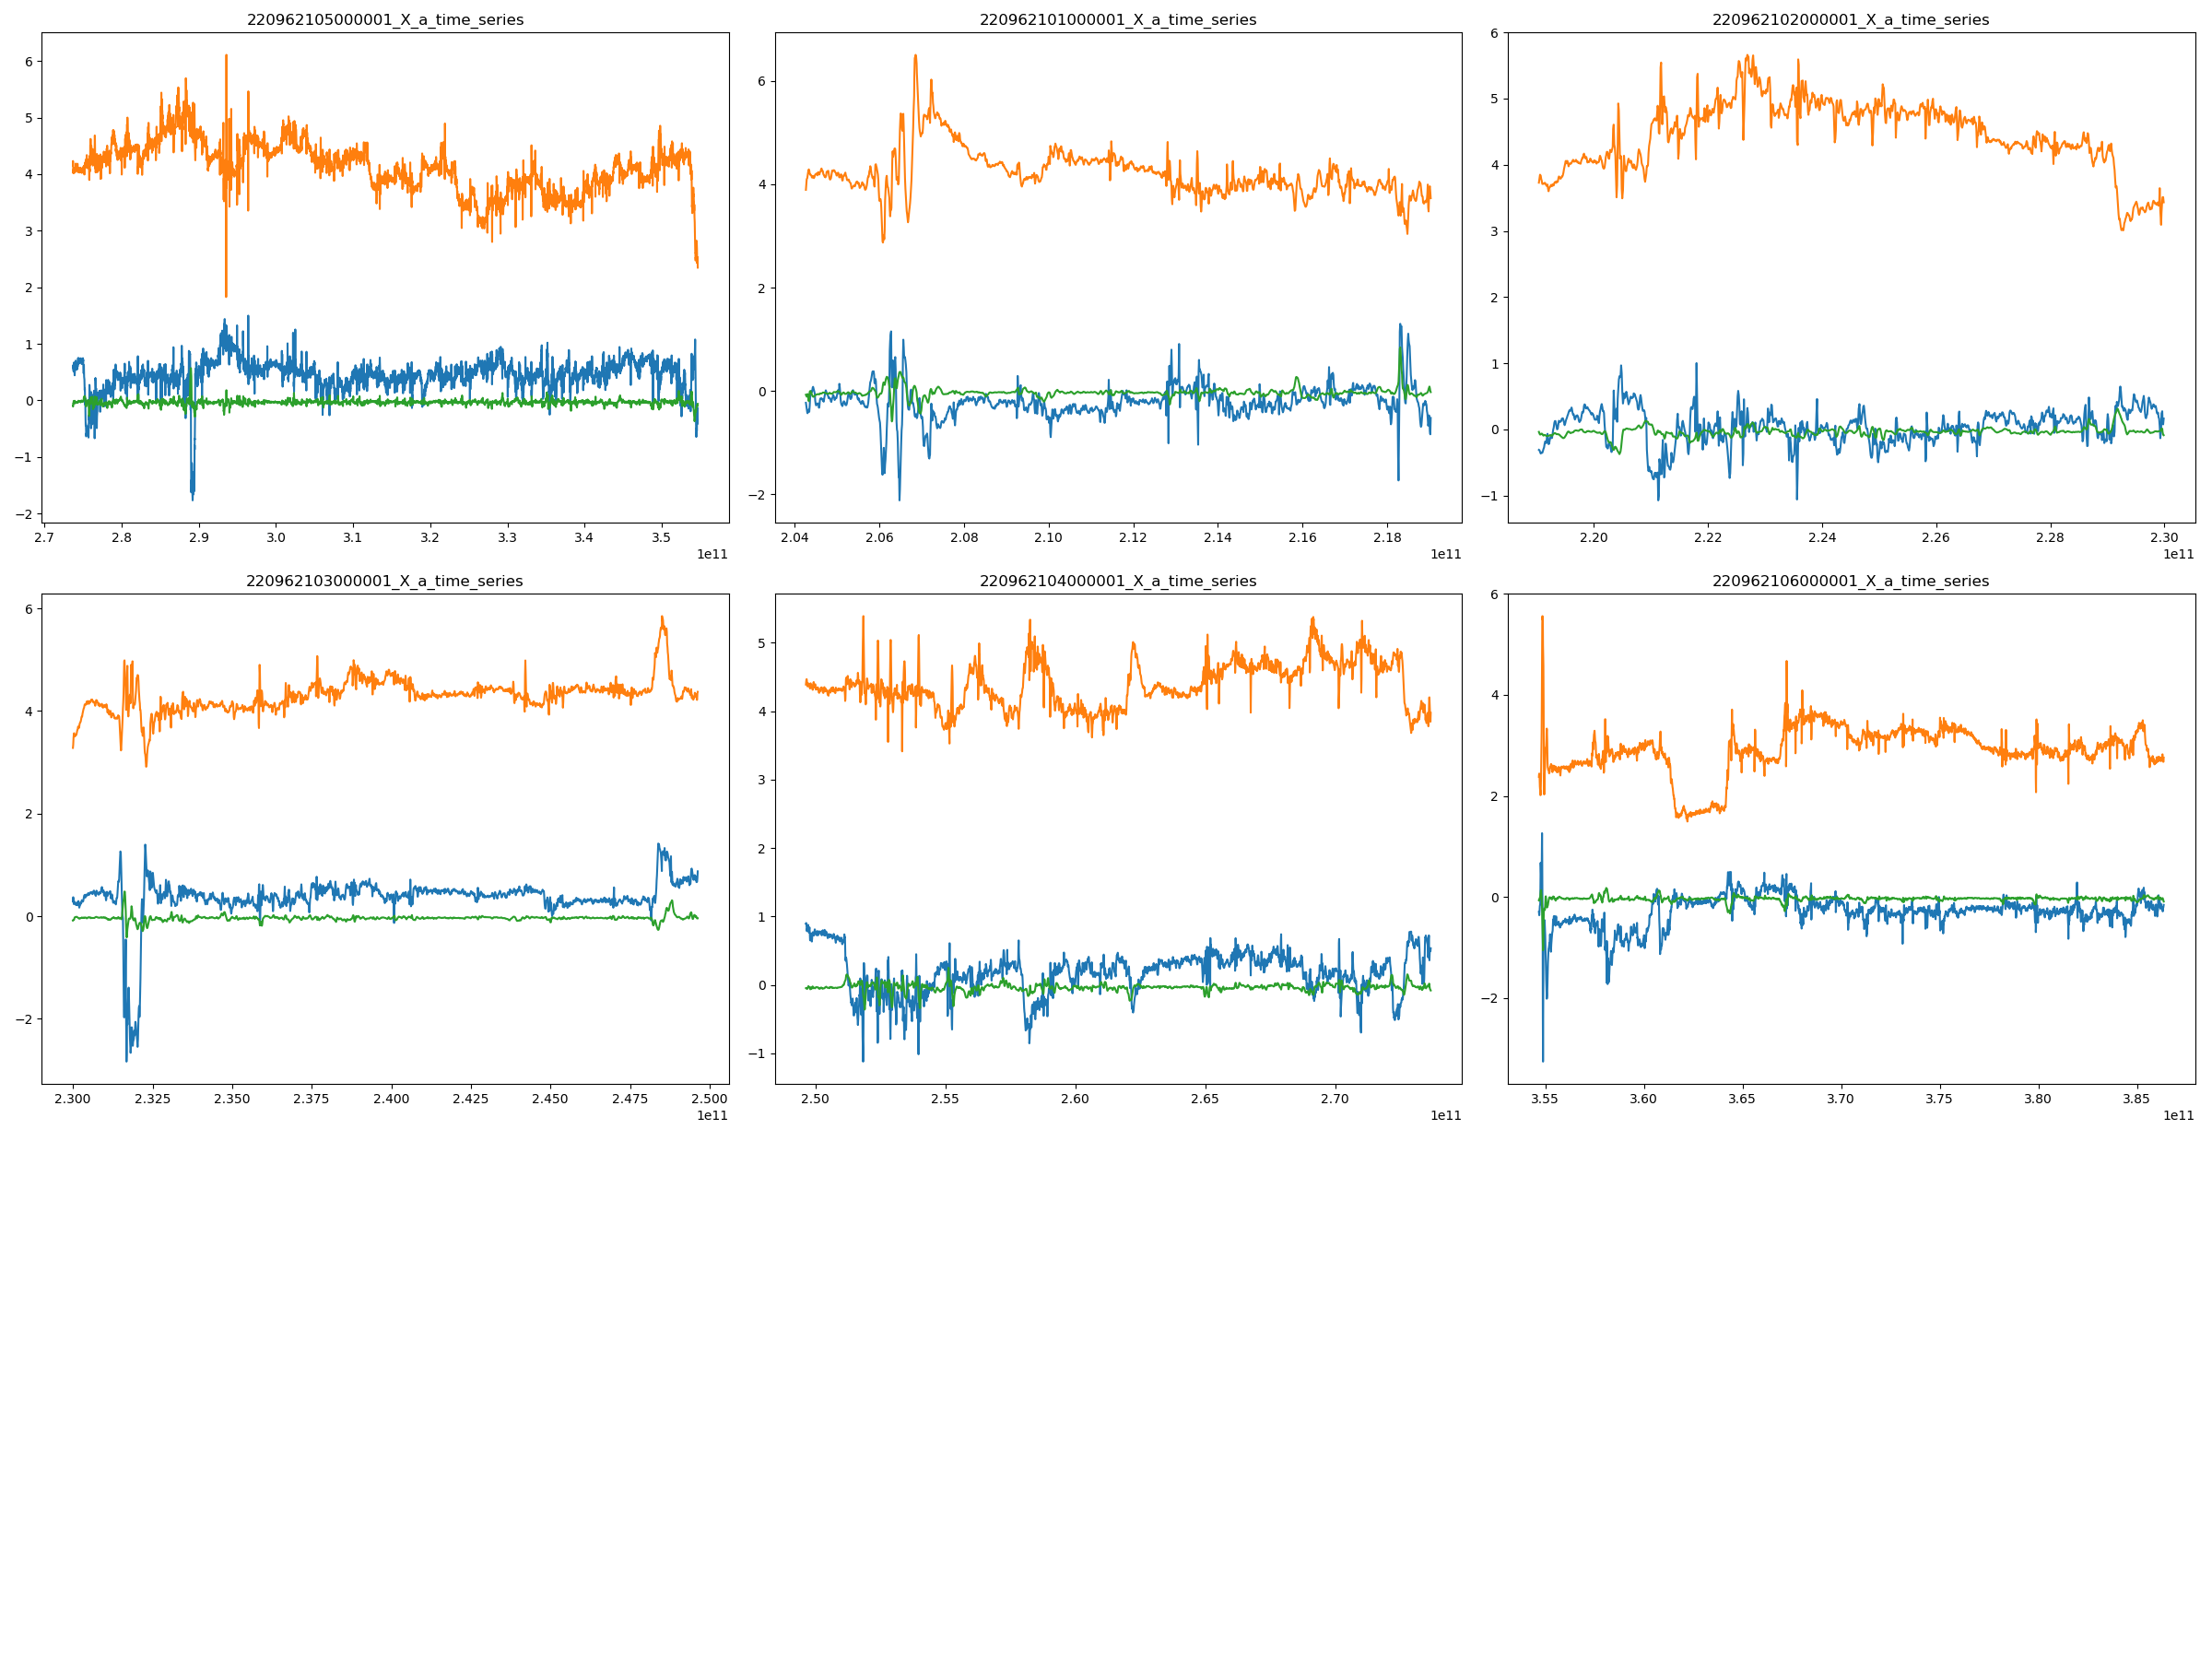 220962105000001_X_a_time_series
220962101000001_X_a_time_series
220962102000001_X_a_time_series
6
5
4
3
2
1
0
−1
−2
2.7 2.8 2.9 3.0 3.1 3.2 3.3 3.4 3.5
1e11
6
4
2
0
−2
2.04 2.06 2.08 2.10 2.12 2.14 2.16 2.18
1e11
6
5
4
3
2
1
0
−1
2.20 2.22 2.24 2.26 2.28 2.30
1e11
220962103000001_X_a_time_series
220962104000001_X_a_time_series
220962106000001_X_a_time_series
6
4
2
0
−2
2.300 2.325 2.350 2.375 2.400 2.425 2.450 2.475 2.500
1e11
5
4
3
2
1
0
−1
2.50 2.55 2.60 2.65 2.70
1e11
6
4
2
0
−2
3.55 3.60 3.65 3.70 3.75 3.80 3.85
1e11